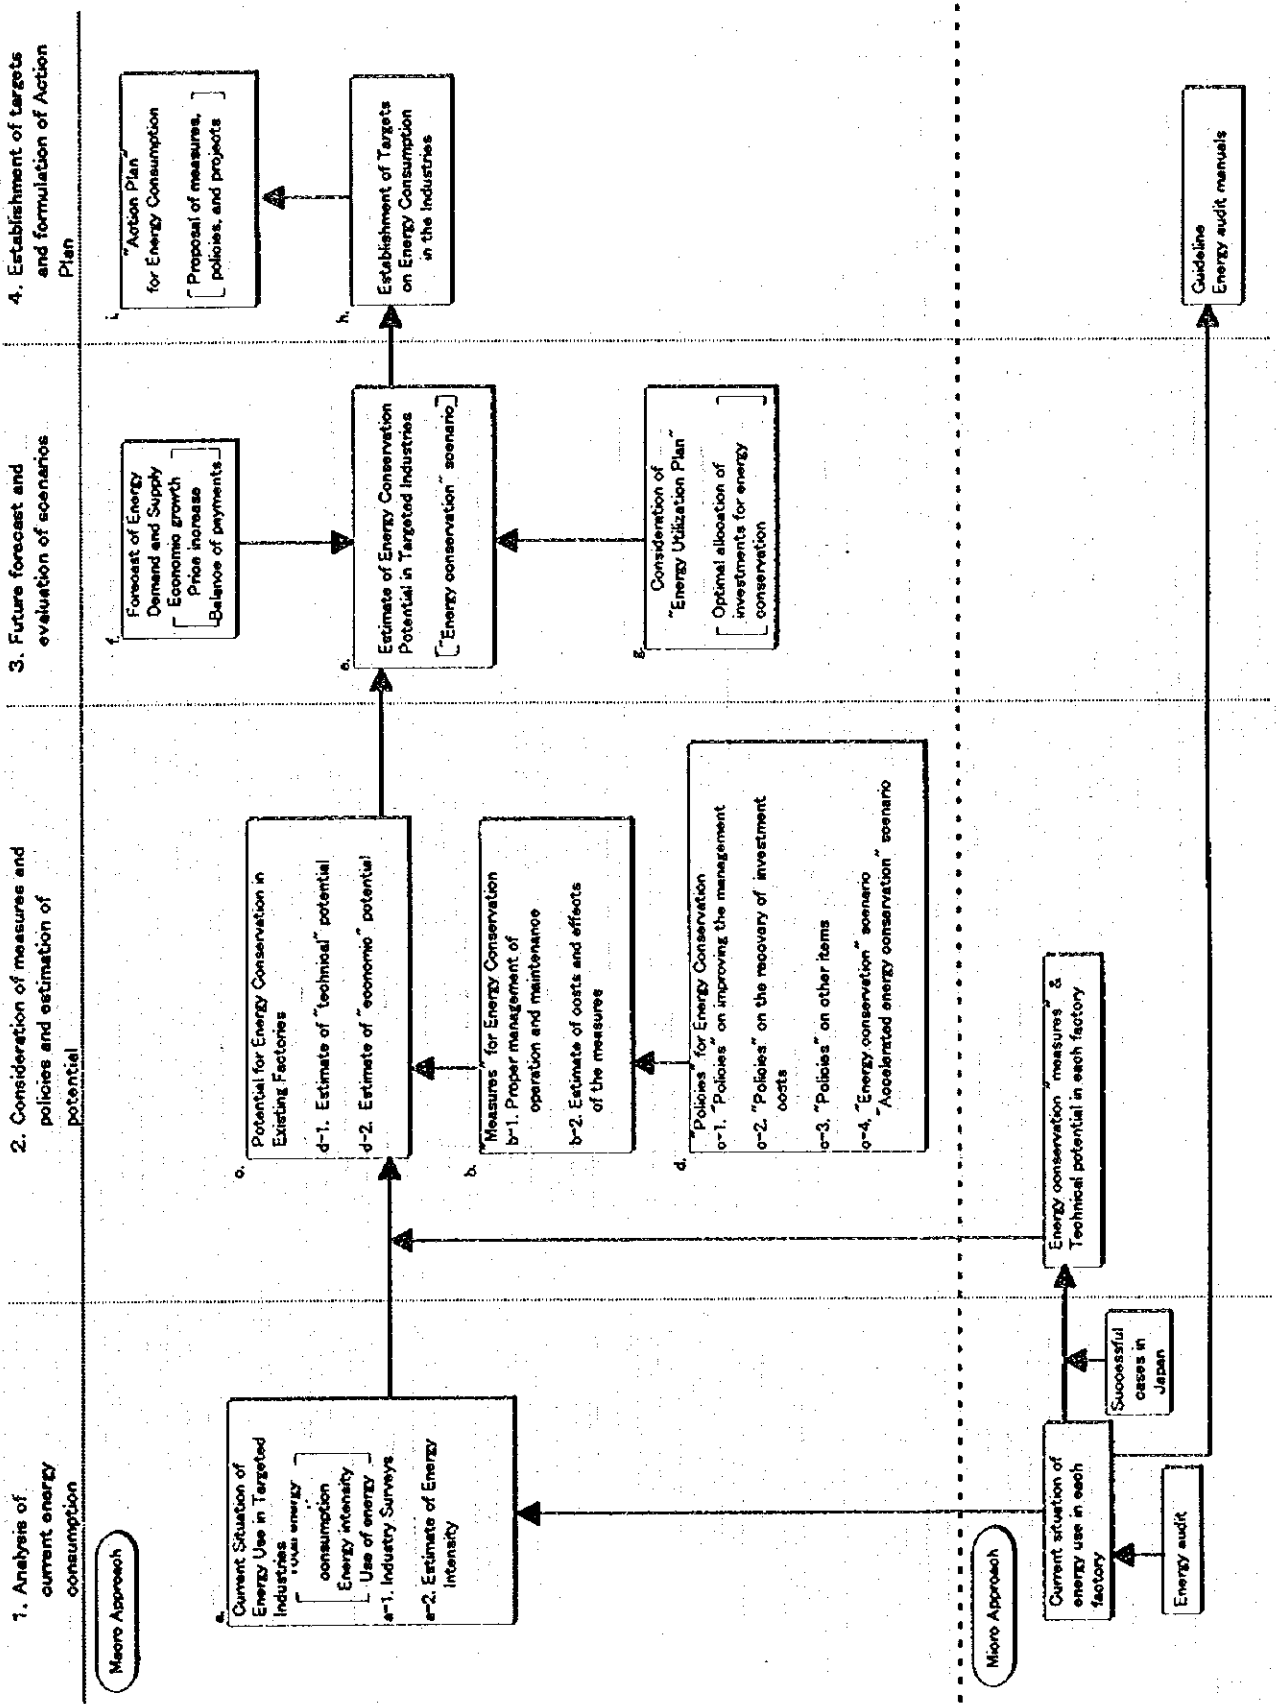 1. Analysis of
current energy
consumption
2. Consideration of measures and
policies and estimation of
potential
3. Future forecast and
evaluation of scenarios
4. Establishment of targets
and formulation of Action
Plan
Macro Approach
a.
Current Situation of
Energy Use in Targeted
Industries
Total energy
consumption
Energy intensity
Use of energy
a-1. Industry Surveys
a-2. Estimate of Energy
Intensity
c.
Potential for Energy Conservation in
Existing Factories
d-1. Estimate of "technical" potential
d-2. Estimate of "economic" potential
b.
"Measures" for Energy Conservation
b-1. Proper management of
operation and maintenance
b-2. Estimate of costs and effects
of the measures
d.
"Policies" for Energy Conservation
c-1. "Policies" on improving the management
c-2. "Policies" on the recovery of investment
costs
c-3. "Policies" on other items
c-4. "Energy conservation" scenario
"Accelerated energy conservation" scenario
f.
Forecast of Energy
Demand and Supply
Economic growth
Price increase
Balance of payments
e.
Estimate of Energy Conservation
Potential in Targeted Industries
["Energy conservation" scenario]
g.
Consideration of
"Energy Utilization Plan"
Optimal allocation of
investments for energy
conservation
i.
"Action Plan"
for Energy Consumption
Proposal of measures,
policies, and projects
h.
Establishment of Targets
on Energy Consumption
in the Industries
Micro Approach
Current situation of
energy use in each
factory
Energy audit
Successful
cases in
Japan
Energy conservation "measures" &
Technical potential in each factory
Guideline
Energy audit manuals